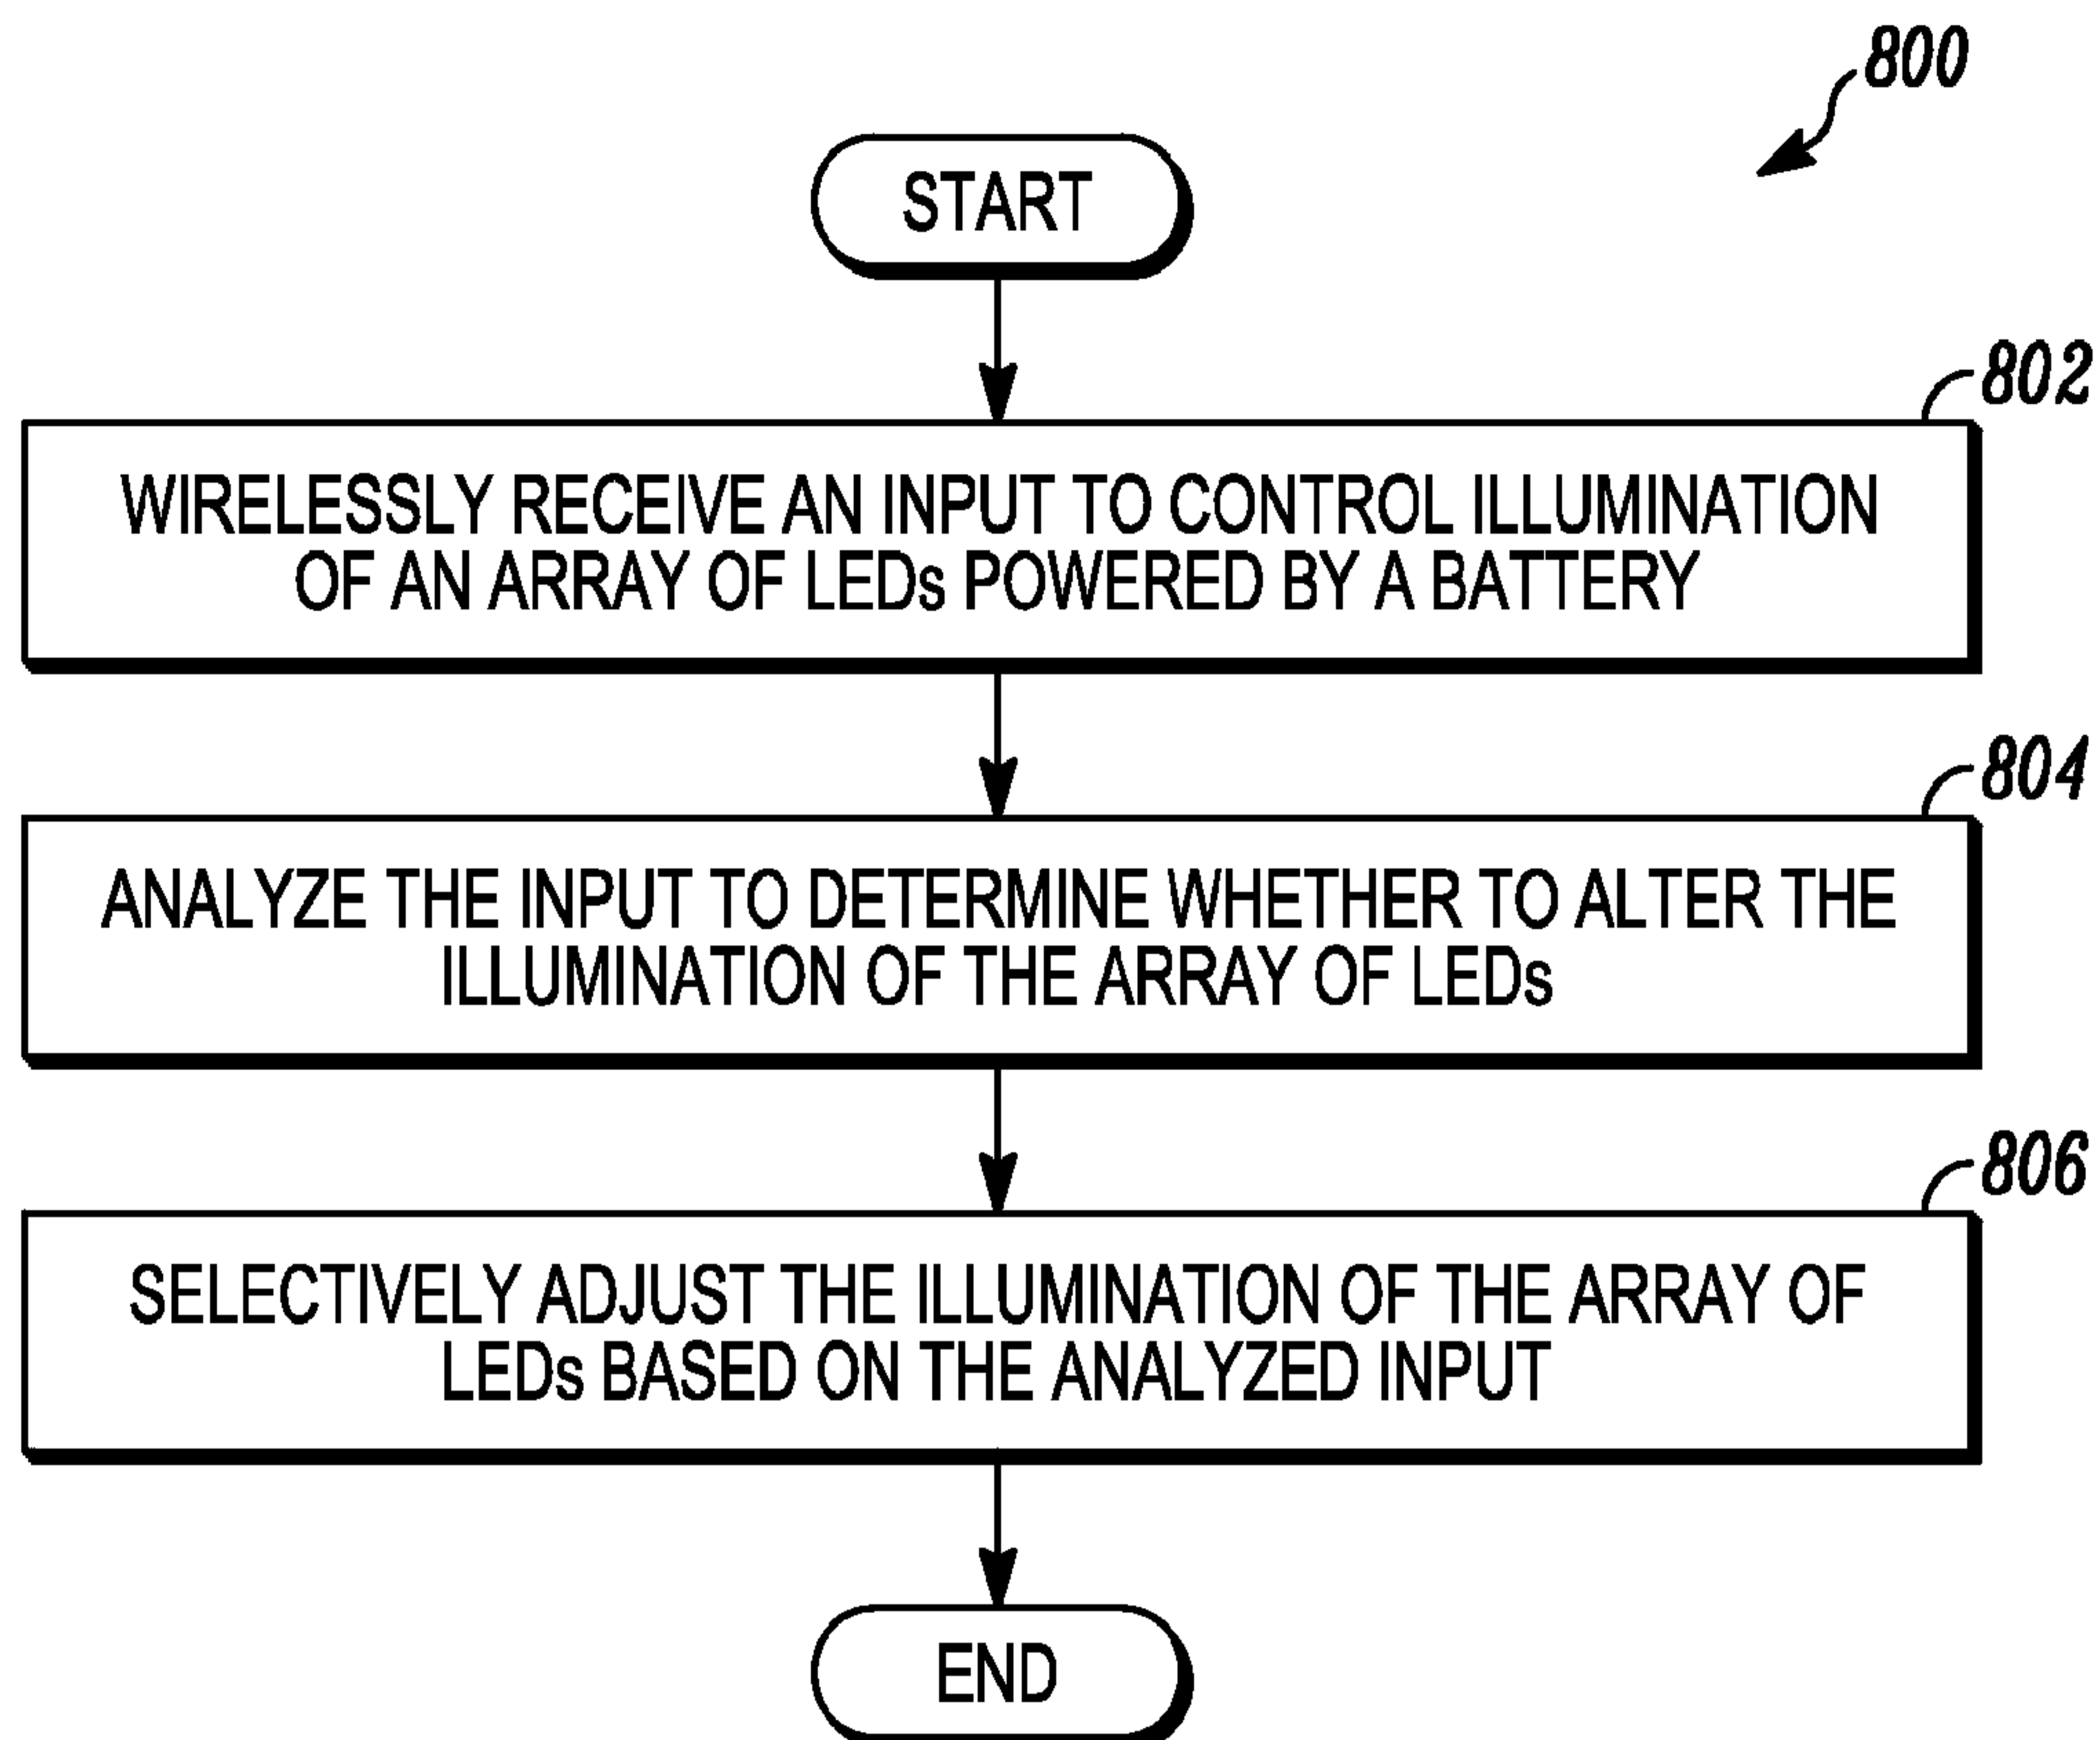 800
START
802
WIRELESSLY RECEIVE AN INPUT TO CONTROL ILLUMINATION
OF AN ARRAY OF LEDs POWERED BY A BATTERY
804
ANALYZE THE INPUT TO DETERMINE WHETHER TO ALTER THE
ILLUMINATION OF THE ARRAY OF LEDs
806
SELECTIVELY ADJUST THE ILLUMINATION OF THE ARRAY OF
LEDs BASED ON THE ANALYZED INPUT
END